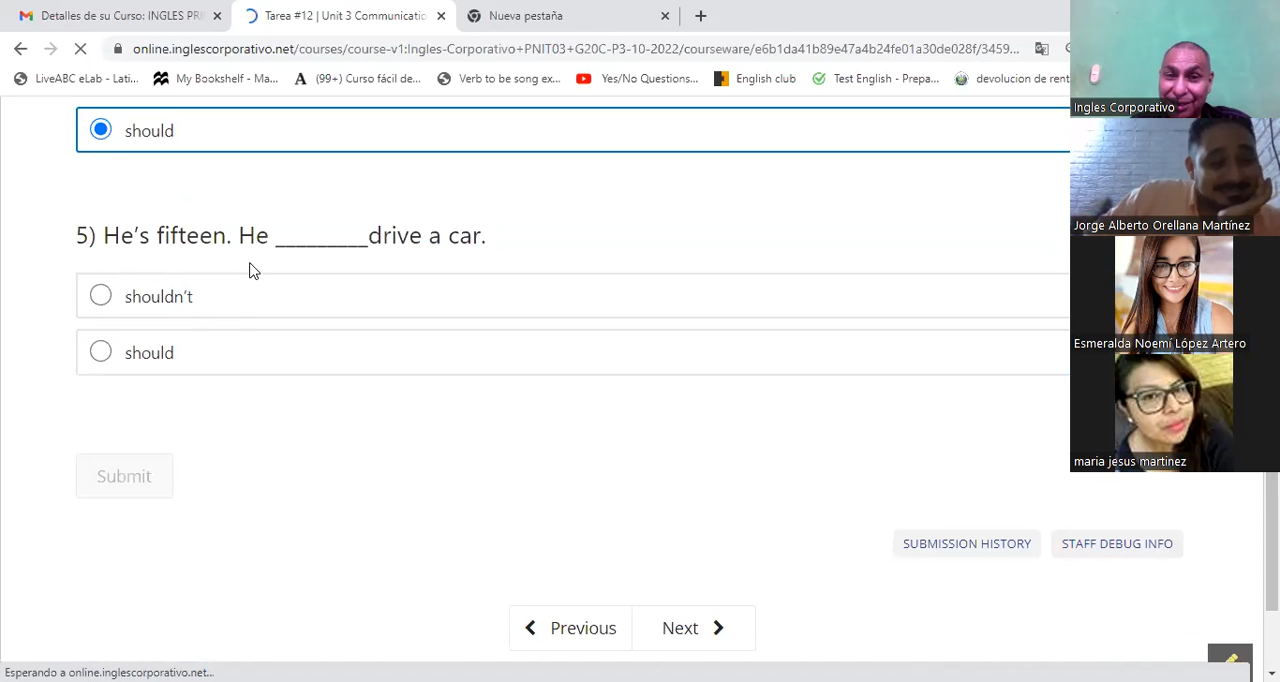 Detalles de su Curso: INGLES PRI
Tarea #12 | Unit 3 Communicatio
Nueva pestaña
online.inglescorporativo.net/courses/course-v1:Ingles-Corporativo+PNIT03+G20C-P3-10-2022/courseware/e6b1da41b89e47a4b24fe01a30de028f/3459...
LiveABC eLab - Lati...
My Bookshelf - Ma...
(99+) Curso fácil de...
Verb to be song ex...
Yes/No Questions...
English club
Test English - Prepa...
devolucion de rent
Ingles Corporativo
should
Jorge Alberto Orellana Martínez
5) He's fifteen. He _________drive a car.
shouldn't
Esmeralda Noemí López Artero
should
maria jesus martinez
Submit
SUBMISSION HISTORY
STAFF DEBUG INFO
Previous
Next
Esperando a online.inglescorporativo.net...